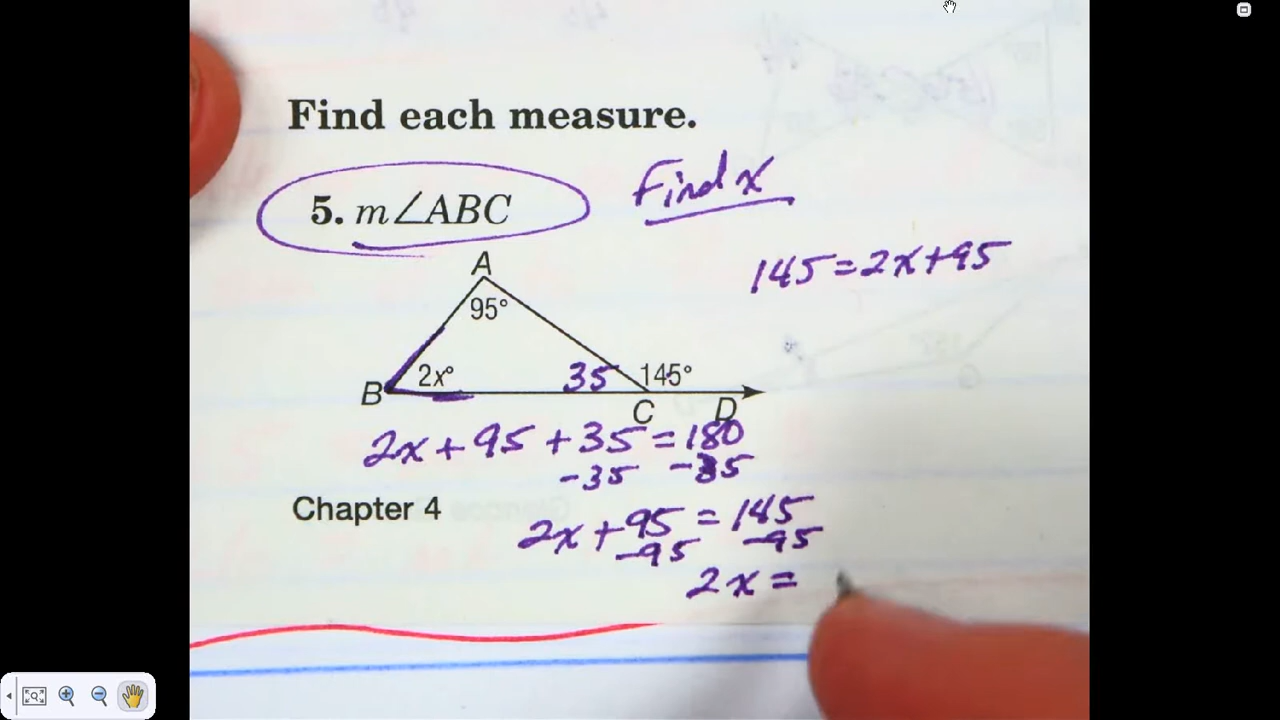 Find each measure.
5. m∠ABC
Find x
145=2x+95
A
95°
B 2x° 35 145°
C D
2x+95+35=180
-35 -35
Chapter 4
2x+95=145
-95 -95
2x=